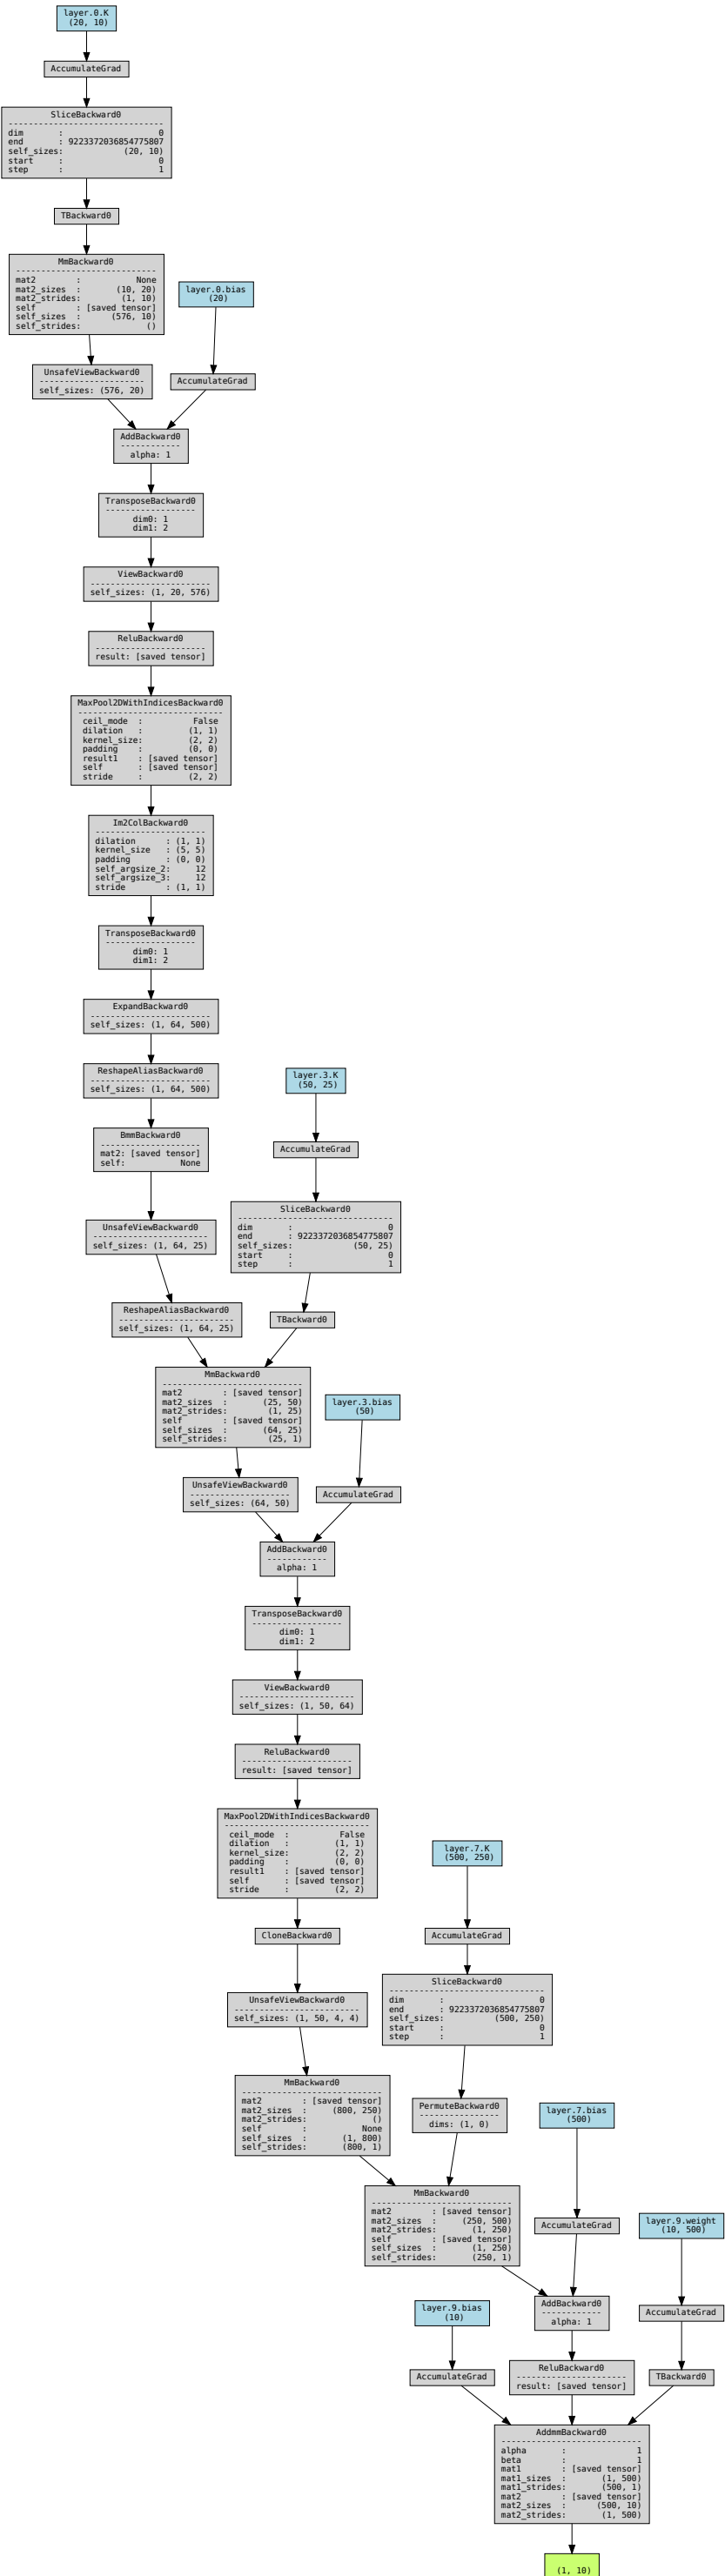 layer.0.K
(20, 10)
AccumulateGrad
SliceBackward0
------------------------------
dim      :                   0
end      : 9223372036854775807
self_sizes:           (20, 10)
start    :                   0
step     :                   1
TBackward0
MmBackward0
----------------------------
mat2        :           None
mat2_sizes  :       (10, 20)
mat2_strides:        (1, 10)
self        : [saved tensor]
self_sizes  :      (576, 10)
self_strides:             ()
layer.0.bias
(20)
UnsafeViewBackward0
---------------------
self_sizes: (576, 20)
AccumulateGrad
AddBackward0
------------
alpha: 1
TransposeBackward0
------------------
dim0: 1
dim1: 2
ViewBackward0
------------------------
self_sizes: (1, 20, 576)
ReluBackward0
----------------------
result: [saved tensor]
MaxPool2DWithIndicesBackward0
-----------------------------
ceil_mode  :          False
dilation   :         (1, 1)
kernel_size:         (2, 2)
padding    :         (0, 0)
result1    : [saved tensor]
self       : [saved tensor]
stride     :         (2, 2)
Im2ColBackward0
----------------------
dilation      : (1, 1)
kernel_size   : (5, 5)
padding       : (0, 0)
self_argsize_2:     12
self_argsize_3:     12
stride        : (1, 1)
TransposeBackward0
------------------
dim0: 1
dim1: 2
ExpandBackward0
------------------------
self_sizes: (1, 64, 500)
ReshapeAliasBackward0
------------------------
self_sizes: (1, 64, 500)
layer.3.K
(50, 25)
BmmBackward0
--------------------
mat2: [saved tensor]
self:           None
AccumulateGrad
SliceBackward0
-------------------------------
dim       :                   0
end       : 9223372036854775807
self_sizes:            (50, 25)
start     :                   0
step      :                   1
UnsafeViewBackward0
-----------------------
self_sizes: (1, 64, 25)
ReshapeAliasBackward0
-----------------------
self_sizes: (1, 64, 25)
TBackward0
MmBackward0
----------------------------
mat2        : [saved tensor]
mat2_sizes  :       (25, 50)
mat2_strides:        (1, 25)
self        : [saved tensor]
self_sizes  :       (64, 25)
self_strides:        (25, 1)
layer.3.bias
(50)
UnsafeViewBackward0
--------------------
self_sizes: (64, 50)
AccumulateGrad
AddBackward0
------------
alpha: 1
TransposeBackward0
------------------
dim0: 1
dim1: 2
ViewBackward0
-----------------------
self_sizes: (1, 50, 64)
ReluBackward0
----------------------
result: [saved tensor]
MaxPool2DWithIndicesBackward0
-----------------------------
ceil_mode  :          False
dilation   :         (1, 1)
kernel_size:         (2, 2)
padding    :         (0, 0)
result1    : [saved tensor]
self       : [saved tensor]
stride     :         (2, 2)
layer.7.K
(500, 250)
CloneBackward0
AccumulateGrad
SliceBackward0
-------------------------------
dim       :                   0
end       : 9223372036854775807
self_sizes:          (500, 250)
start     :                   0
step      :                   1
UnsafeViewBackward0
-------------------------
self_sizes: (1, 50, 4, 4)
MmBackward0
----------------------------
mat2        : [saved tensor]
mat2_sizes  :     (800, 250)
mat2_strides:             ()
self        :           None
self_sizes  :       (1, 800)
self_strides:       (800, 1)
PermuteBackward0
----------------
dims: (1, 0)
layer.7.bias
(500)
MmBackward0
----------------------------
mat2        : [saved tensor]
mat2_sizes  :     (250, 500)
mat2_strides:       (1, 250)
self        : [saved tensor]
self_sizes  :       (1, 250)
self_strides:       (250, 1)
AccumulateGrad
layer.9.weight
(10, 500)
layer.9.bias
(10)
AddBackward0
------------
alpha: 1
AccumulateGrad
AccumulateGrad
ReluBackward0
----------------------
result: [saved tensor]
TBackward0
AddmmBackward0
----------------------------
alpha       :              1
beta        :              1
mat1        : [saved tensor]
mat1_sizes  :       (1, 500)
mat1_strides:       (500, 1)
mat2        : [saved tensor]
mat2_sizes  :      (500, 10)
mat2_strides:       (1, 500)
(1, 10)